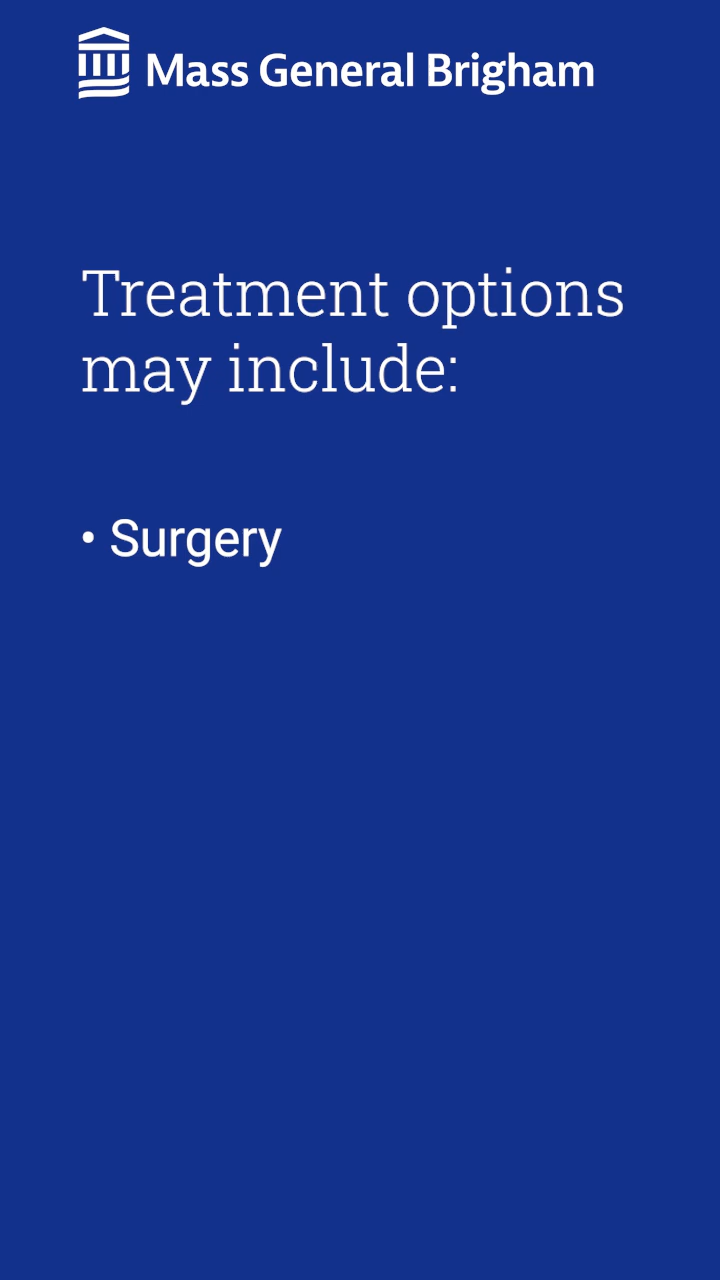 Mass General Brigham
Treatment options
may include:
• Surgery